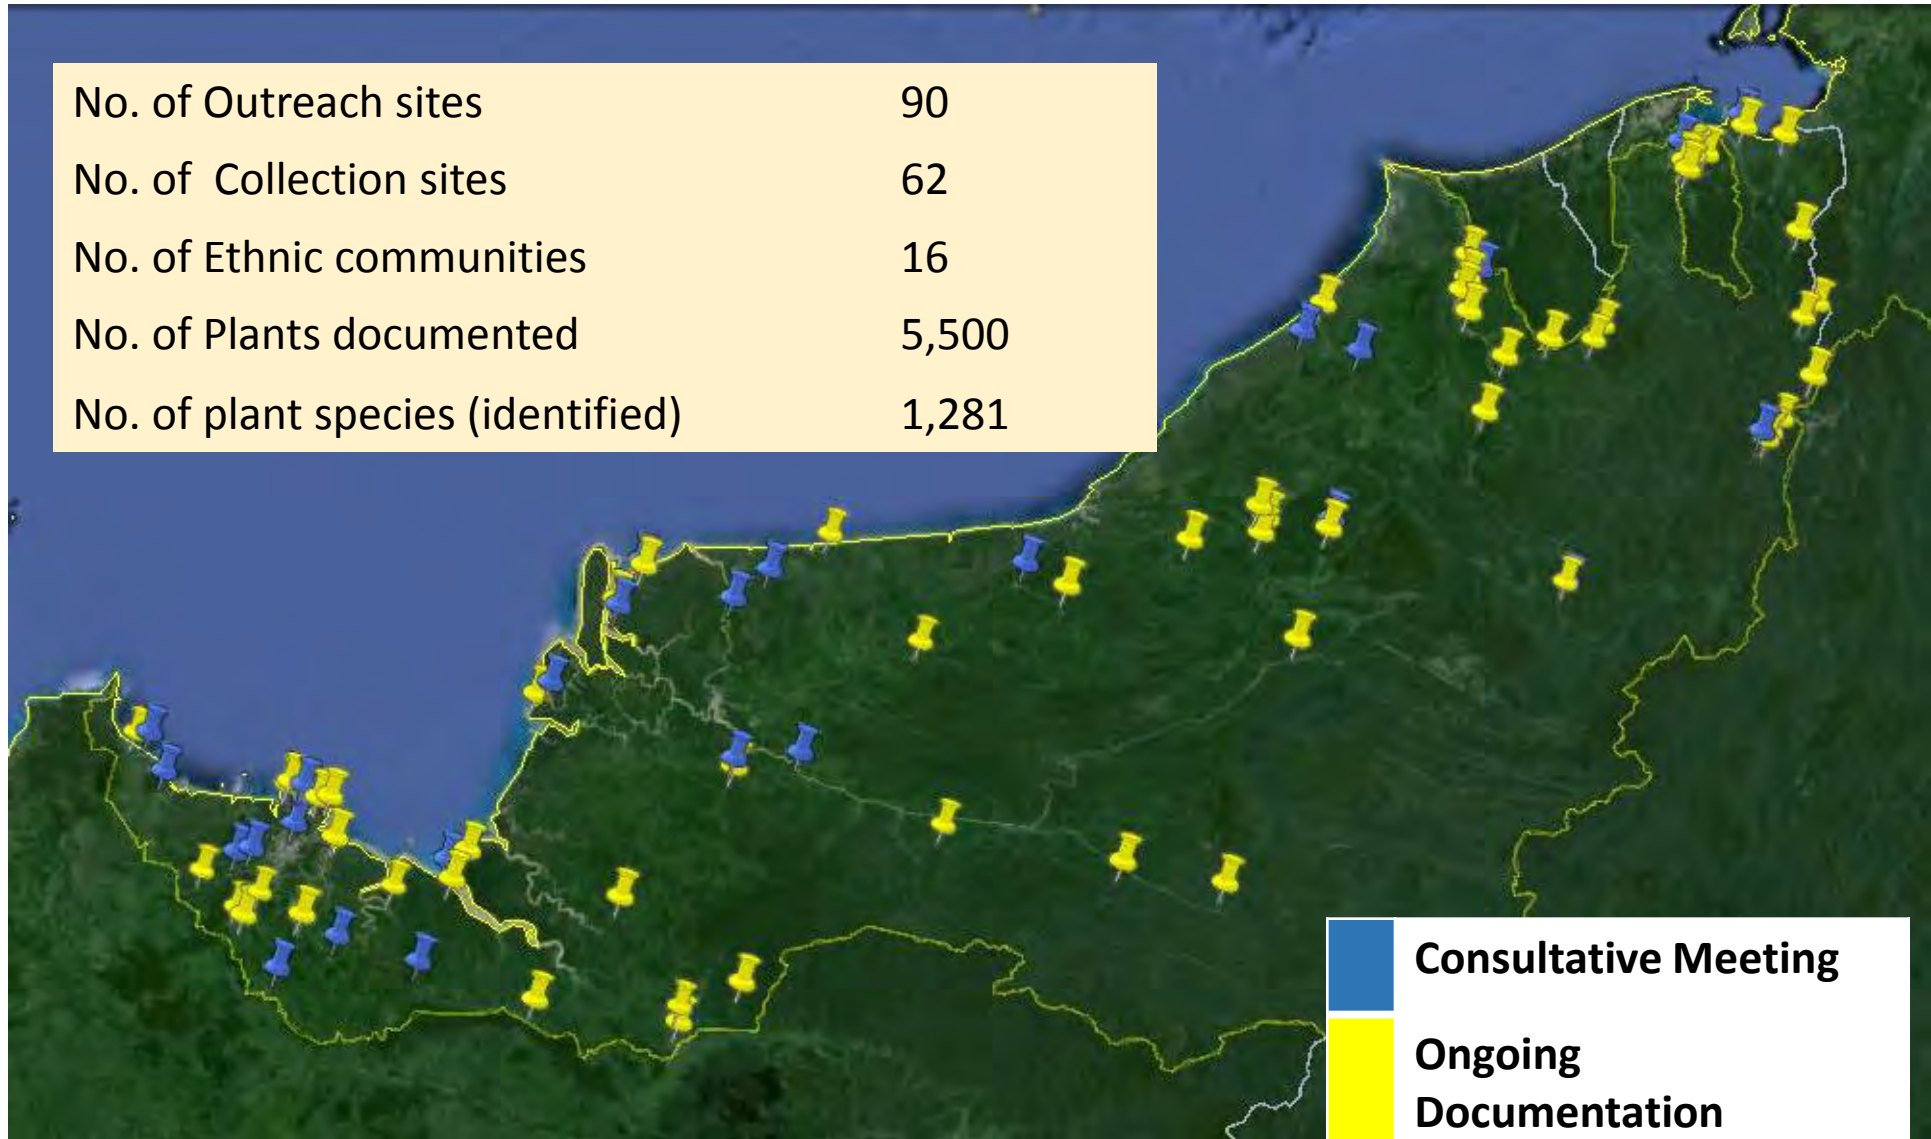 No. of Outreach sites 90
No. of Collection sites 62
No. of Ethnic communities 16
No. of Plants documented 5,500
No. of plant species (identified) 1,281
Consultative Meeting
Ongoing
Documentation